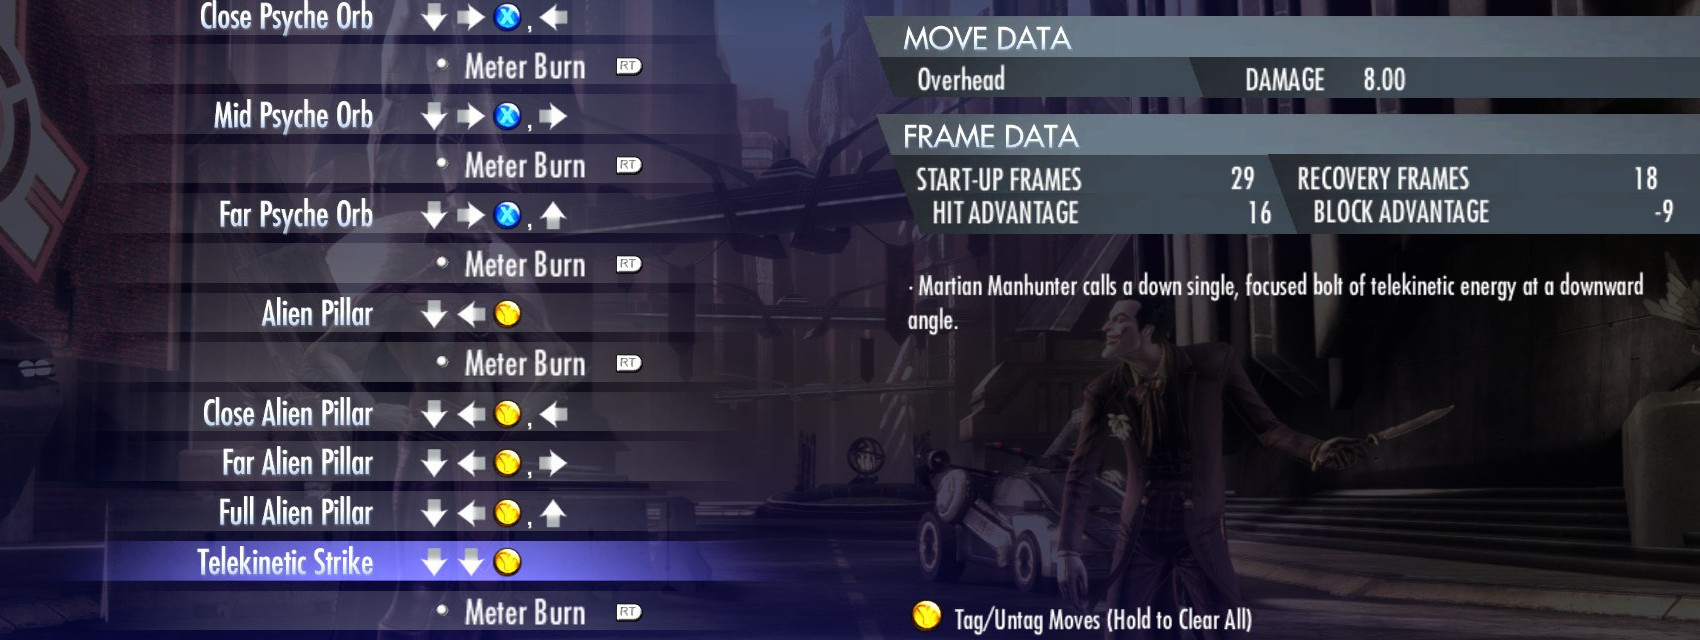 Close Psyche Orb X ,
Meter Burn RT
Mid Psyche Orb X ,
Meter Burn RT
Far Psyche Orb X ,
Meter Burn RT
Alien Pillar Y
Meter Burn RT
Close Alien Pillar Y ,
Far Alien Pillar Y ,
Full Alien Pillar Y ,
Telekinetic Strike Y
Meter Burn RT
MOVE DATA
Overhead DAMAGE 8.00
FRAME DATA
START-UP FRAMES 29 RECOVERY FRAMES 18
HIT ADVANTAGE 16 BLOCK ADVANTAGE -9
· Martian Manhunter calls a down single, focused bolt of telekinetic energy at a downward
angle.
Y Tag/Untag Moves (Hold to Clear All)